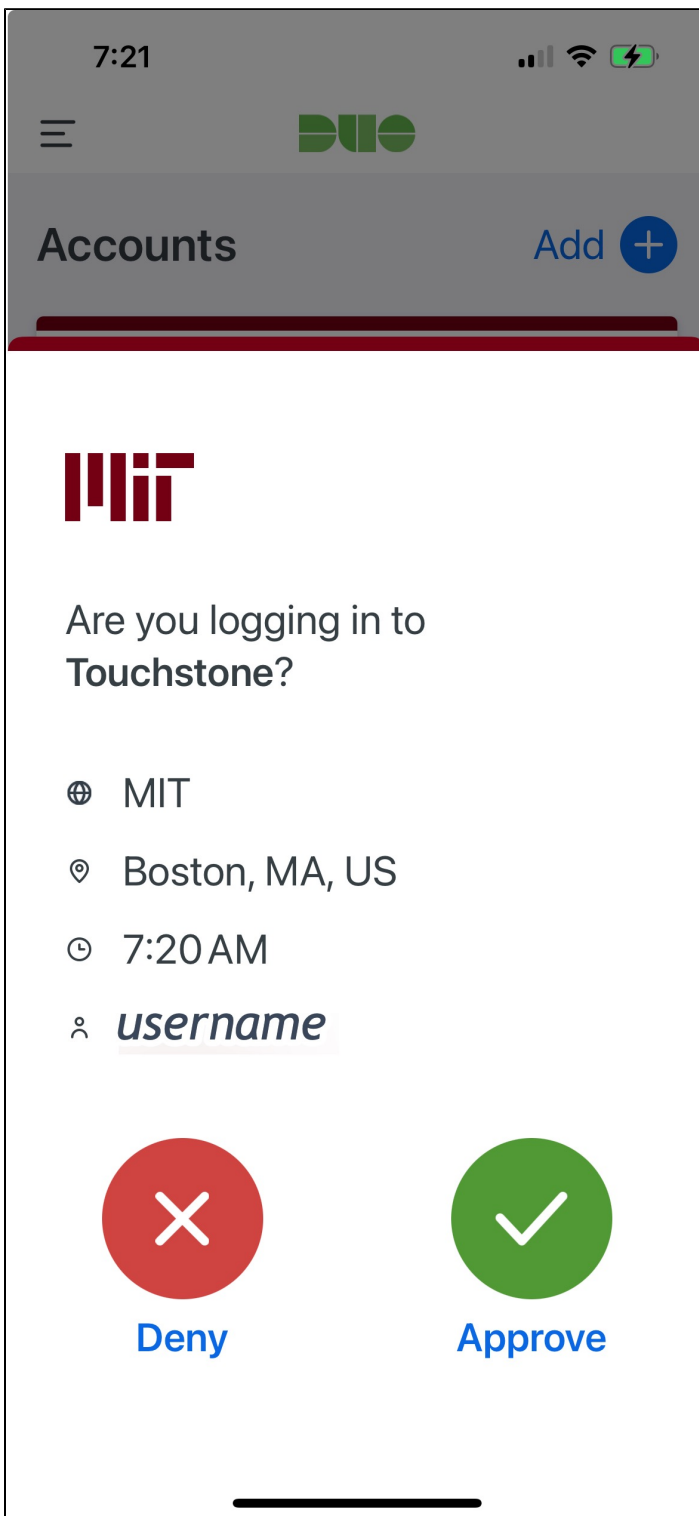 7:21
DUO
Accounts
Add
MiT
Are you logging in to
Touchstone?
MIT
Boston, MA, US
7:20 AM
username
Deny
Approve